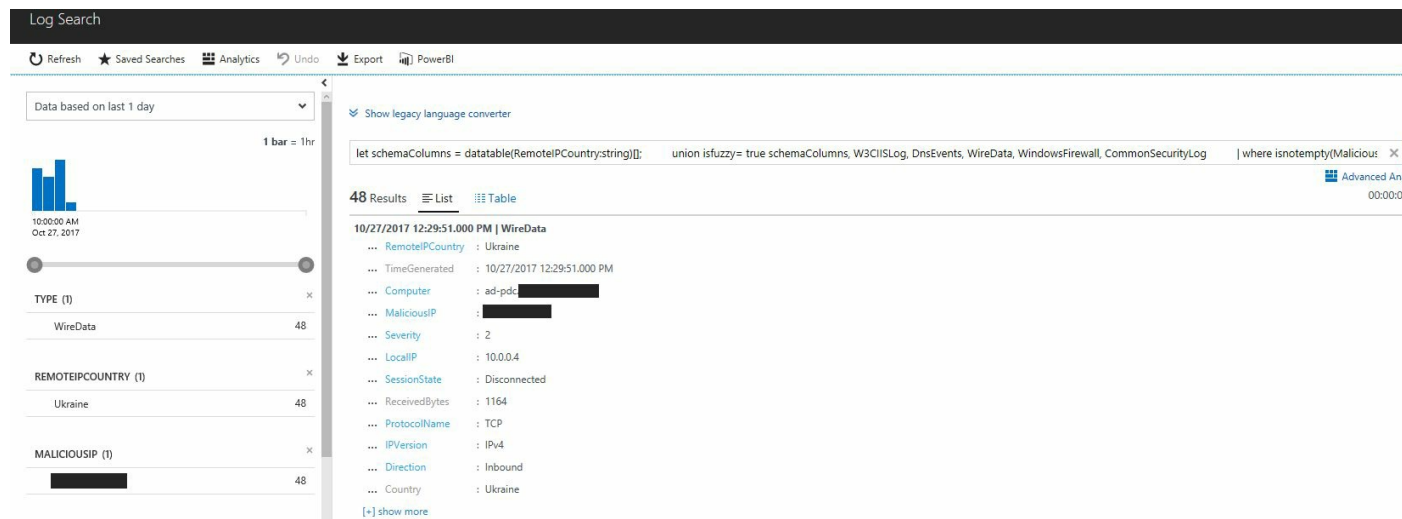 Log Search
Refresh Saved Searches Analytics Undo Export PowerBI
Data based on last 1 day
1 bar = 1hr
10:00:00 AM
Oct 27, 2017
TYPE (1)
WireData 48
REMOTEIPCOUNTRY (1)
Ukraine 48
MALICIOUSIP (1)
48
Show legacy language converter
let schemaColumns = datatable(RemoteIPCountry:string)[]; union isfuzzy= true schemaColumns, W3CIISLog, DnsEvents, WireData, WindowsFirewall, CommonSecurityLog | where isnotempty(Malicious
Advanced An
48 Results List Table
00:00:0
10/27/2017 12:29:51.000 PM | WireData
... RemoteIPCountry : Ukraine
... TimeGenerated : 10/27/2017 12:29:51.000 PM
... Computer : ad-pdc.
... MaliciousIP :
... Severity : 2
... LocalIP : 10.0.0.4
... SessionState : Disconnected
... ReceivedBytes : 1164
... ProtocolName : TCP
... IPVersion : IPv4
... Direction : Inbound
... Country : Ukraine
[+] show more